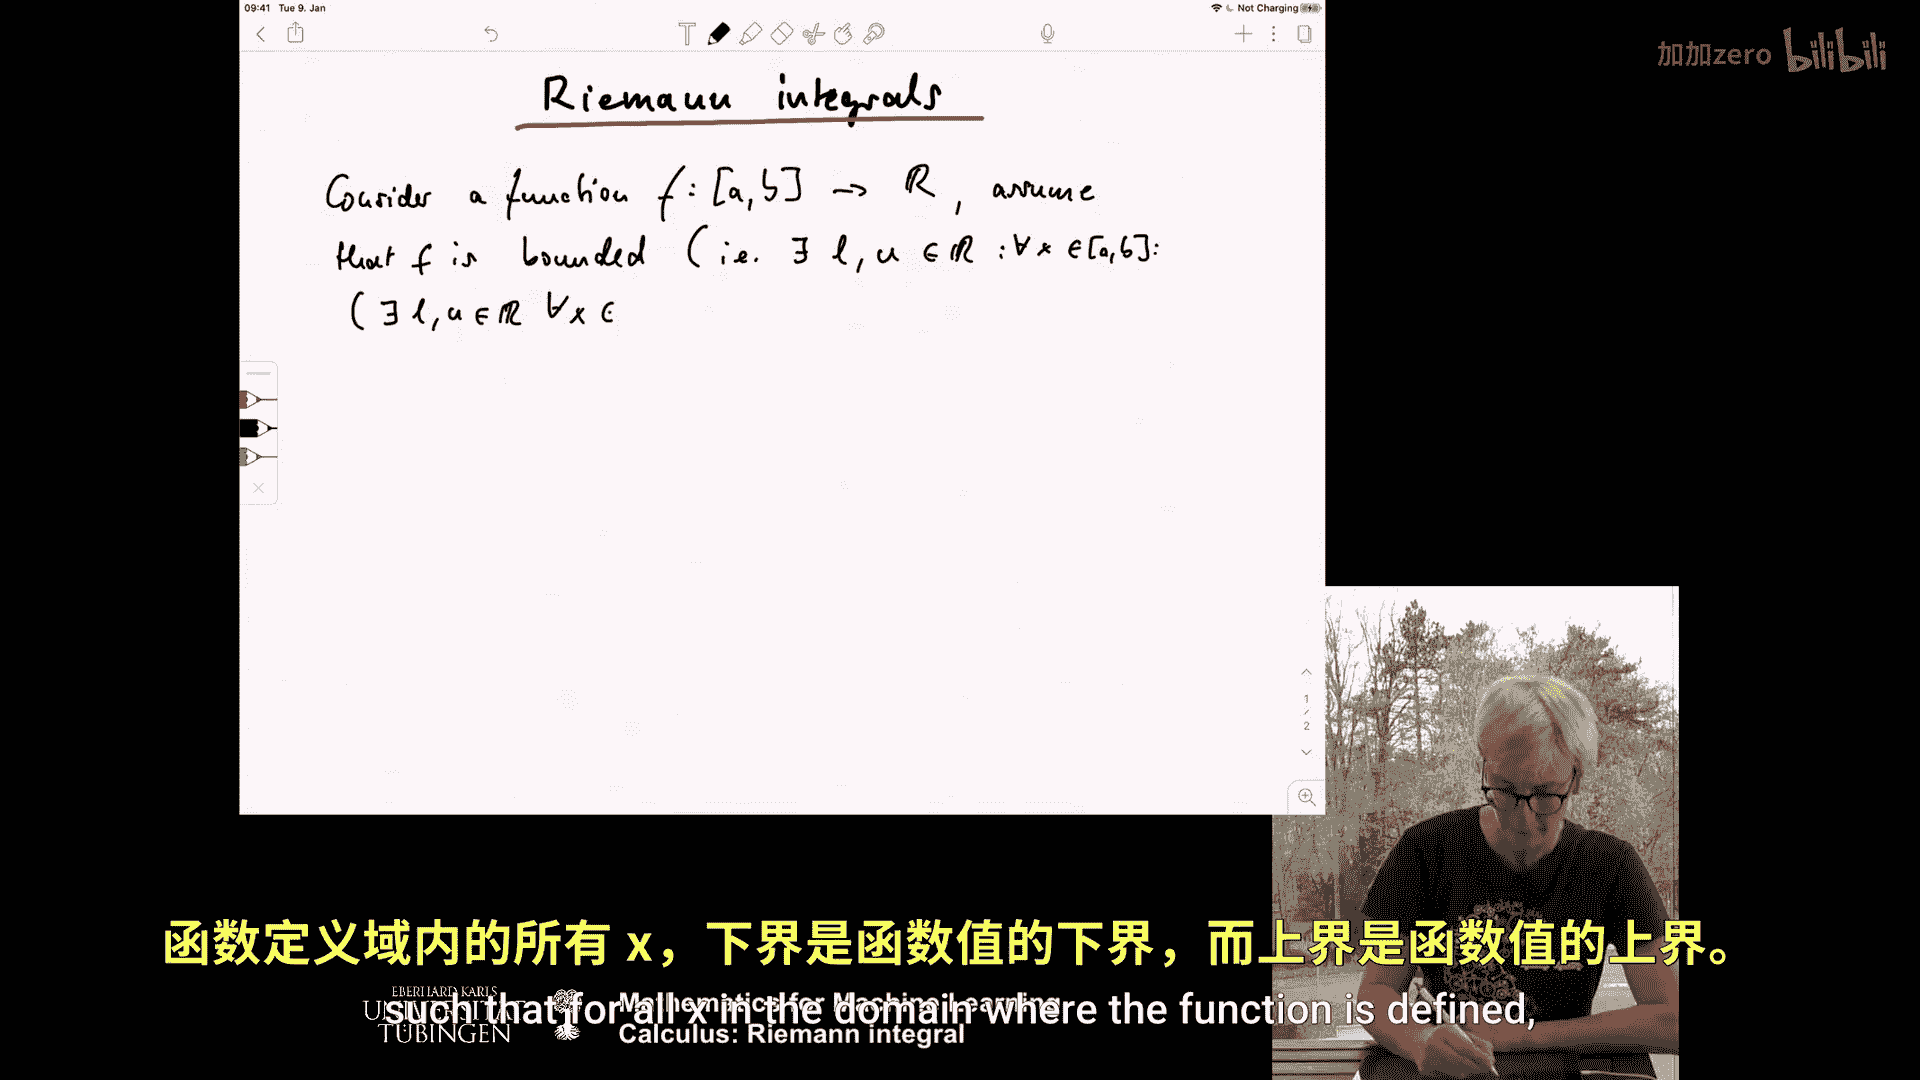 09:41 Tue 9. Jan
Not Charging
加加zero bilibili
T
Riemann integrals
Consider a function f: [a, b] → ℝ, assume
that f is bounded ( i.e. ∃ l, u ∈ ℝ : ∀ x ∈ [a, b]:
( ∃ l, u ∈ ℝ ∀ x ∈
1
2
函数定义域内的所有 x，下界是函数值的下界，而上界是函数值的上界。
such that for all x in the domain where the function is defined,
EBERHARD KARLS
UNIVERSITÄT
TÜBINGEN
Mathematics for Machine Learning
Calculus: Riemann integral